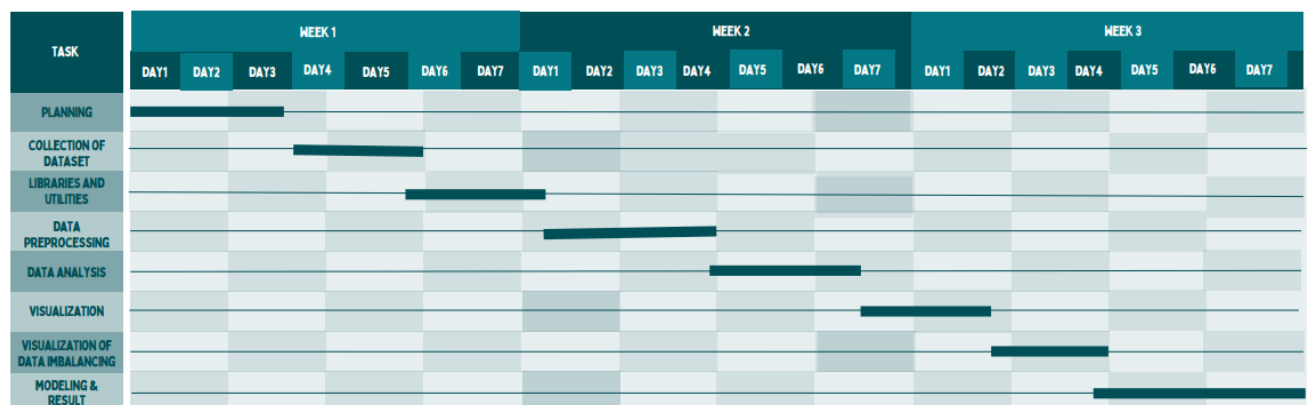 TASK
WEEK 1
WEEK 2
WEEK 3
DAY1 DAY2 DAY3 DAY4 DAY5 DAY6 DAY7 DAY1 DAY2 DAY3 DAY4 DAY5 DAY6 DAY7 DAY1 DAY2 DAY3 DAY4 DAY5 DAY6 DAY7
PLANNING
COLLECTION OF
DATASET
LIBRARIES AND
UTILITIES
DATA
PREPROCESSING
DATA ANALYSIS
VISUALIZATION
VISUALIZATION OF
DATA IMBALANCING
MODELING &
RESULT